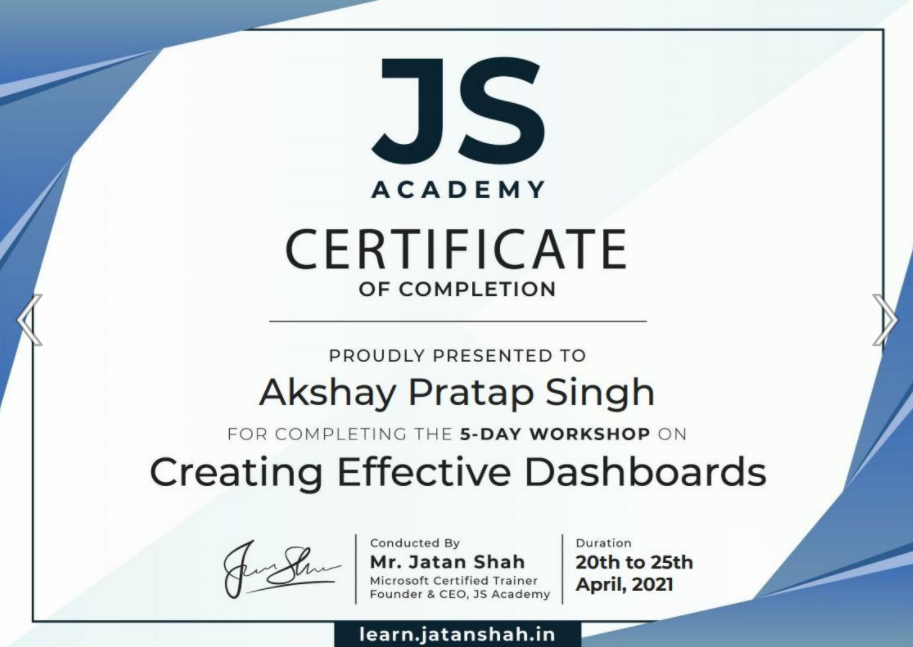 JS
ACADEMY
CERTIFICATE
OF COMPLETION
PROUDLY PRESENTED TO
Akshay Pratap Singh
FOR COMPLETING THE 5-DAY WORKSHOP ON
Creating Effective Dashboards
Conducted By
Mr. Jatan Shah
Microsoft Certified Trainer
Founder & CEO, JS Academy
Duration
20th to 25th
April, 2021
learn.jatanshah.in